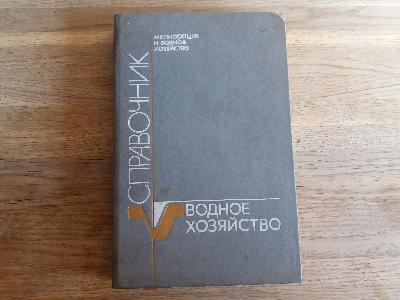 СПРАВОЧНИК
МЕЛИОРАЦИЯ
И ВОДНОЕ
ХОЗЯЙСТВО
ВОДНОЕ
ХОЗЯЙСТВО